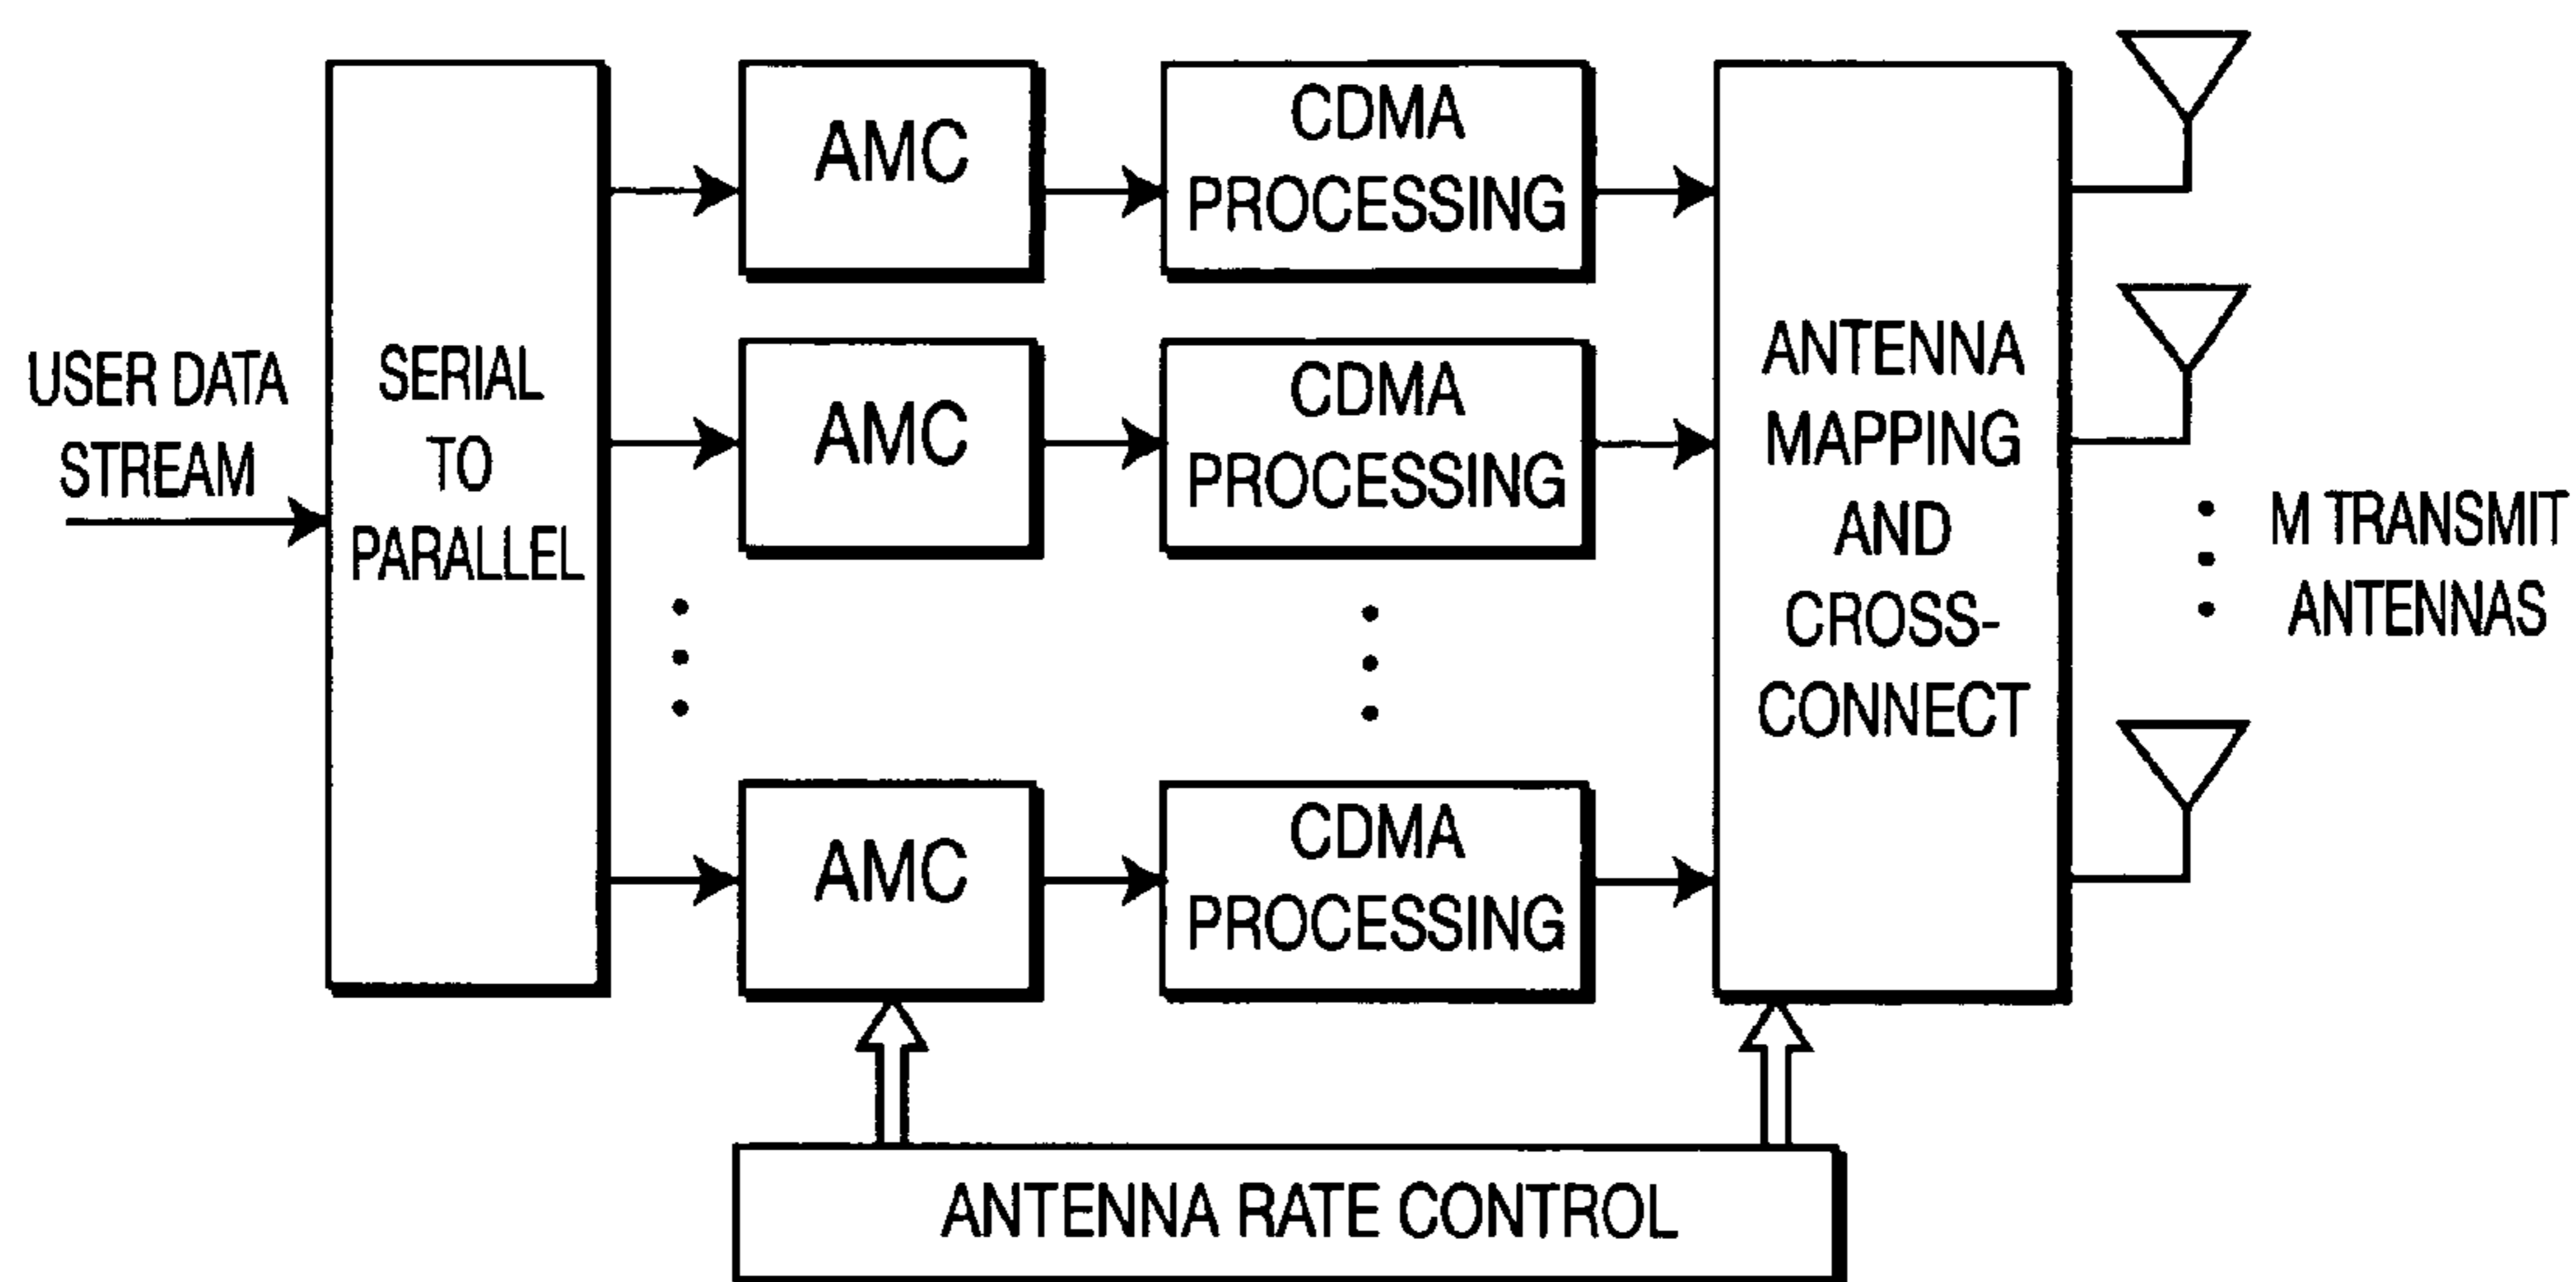 USER DATA
STREAM
SERIAL
TO
PARALLEL
AMC
CDMA
PROCESSING
AMC
CDMA
PROCESSING
AMC
CDMA
PROCESSING
ANTENNA
MAPPING
AND
CROSS-
CONNECT
M TRANSMIT
ANTENNAS
ANTENNA RATE CONTROL